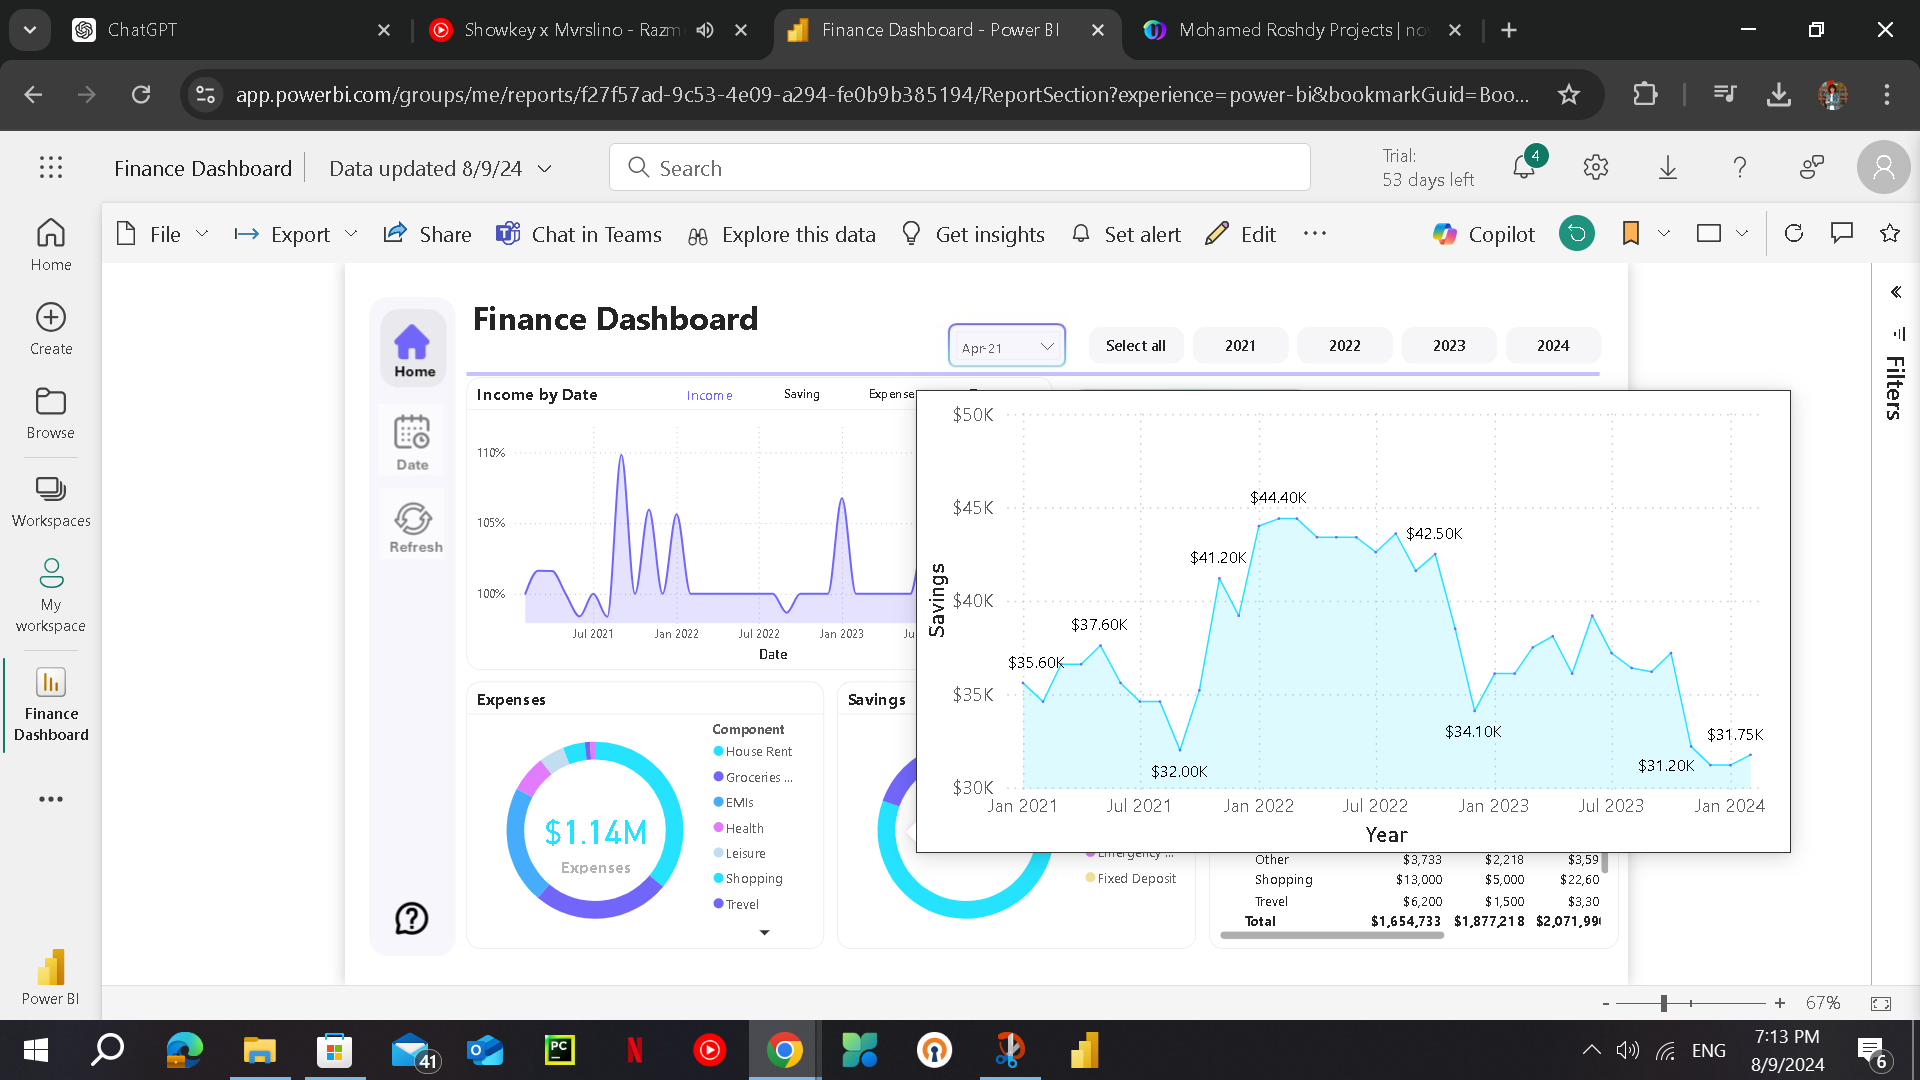 ChatGPT
Showkey x Mvrslino - Razm
Finance Dashboard - Power BI
Mohamed Roshdy Projects | no
app.powerbi.com/groups/me/reports/f27f57ad-9c53-4e09-a294-fe0b9b385194/ReportSection?experience=power-bi&bookmarkGuid=Boo...
Finance Dashboard
Data updated 8/9/24
Search
Trial:
53 days left
4
File
Export
Share
Chat in Teams
Explore this data
Get insights
Set alert
Edit
Copilot
Home
Create
Browse
Workspaces
My
workspace
Finance
Dashboard
Power BI
Home
Date
Refresh
Finance Dashboard
Apr-21
Select all
2021
2022
2023
2024
Filters
Income by Date
Income
Saving
Expense
110%
105%
100%
Jul 2021
Jan 2022
Jul 2022
Jan 2023
Date
$50K
$45K
$40K
$35K
$30K
Savings
$35.60K
$37.60K
$32.00K
$41.20K
$44.40K
$42.50K
$34.10K
$31.20K
$31.75K
Jan 2021
Jul 2021
Jan 2022
Jul 2022
Jan 2023
Jul 2023
Jan 2024
Year
Expenses
Component
House Rent
Groceries ...
EMIs
Health
Leisure
Shopping
Trevel
$1.14M
Expenses
Savings
Emergency ...
Fixed Deposit
Other $3,733 $2,218 $3,59
Shopping $13,000 $5,000 $22,60
Trevel $6,200 $1,500 $3,30
Total $1,654,733 $1,877,218 $2,071,99
- + 67%
41
PC
N
ENG
7:13 PM
8/9/2024
6